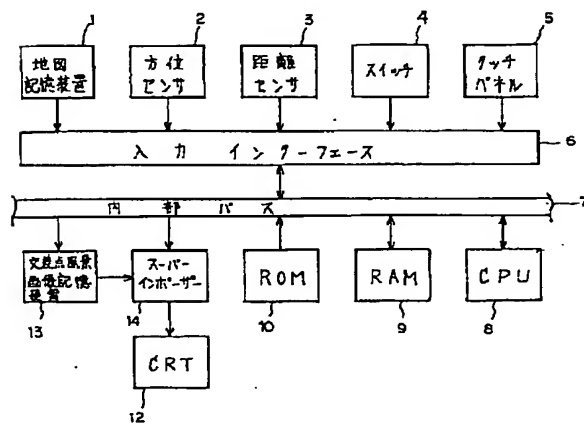 1
2
3
4
5
地図
記憶装置
方位
センサ
距離
センサ
スイッチ
タッチ
パネル
入力インターフェース
6
内部バス
7
交差点風景
画像記憶
装置
スーパー
インポーザー
ROM
RAM
CPU
13
14
10
9
8
CRT
12